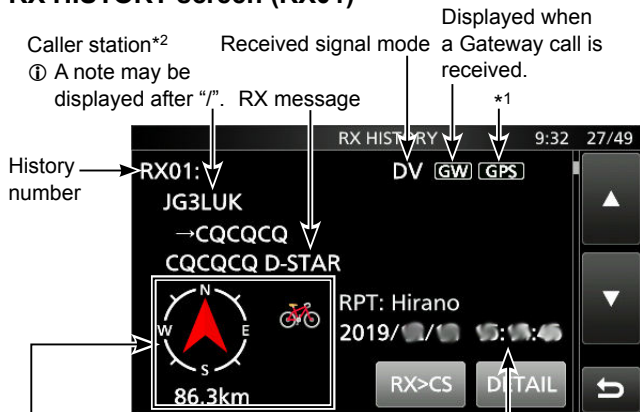 RX HISTORY screen (RX01)
Displayed when
a Gateway call is
received.
Caller station*2
ⓘ A note may be
displayed after “/”.
Received signal mode
RX message
*1
History
number
RX HISTORY 9:32 27/49
RX01: DV GW GPS
JG3LUK
→CQCQCQ
CQCQCQ D-STAR
N
W E
S
86.3km
RPT: Hirano
2019/
RX>CS DETAIL